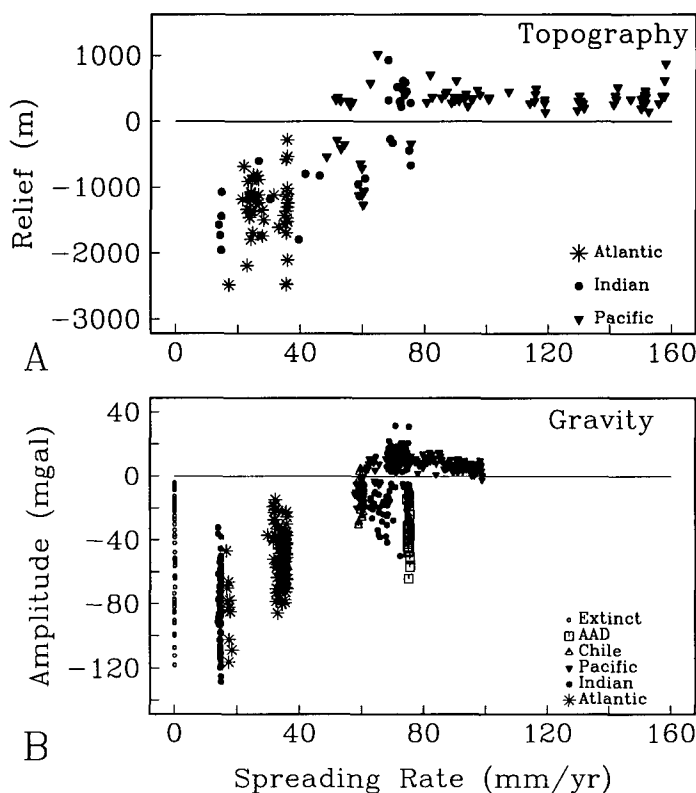 A
Topography
1000
0
-1000
-2000
-3000
Relief (m)
Atlantic
Indian
Pacific
0 40 80 120 160
B
Gravity
40
0
-40
-80
-120
Amplitude (mgal)
Extinct
AAD
Chile
Pacific
Indian
Atlantic
0 40 80 120 160
Spreading Rate (mm/yr)